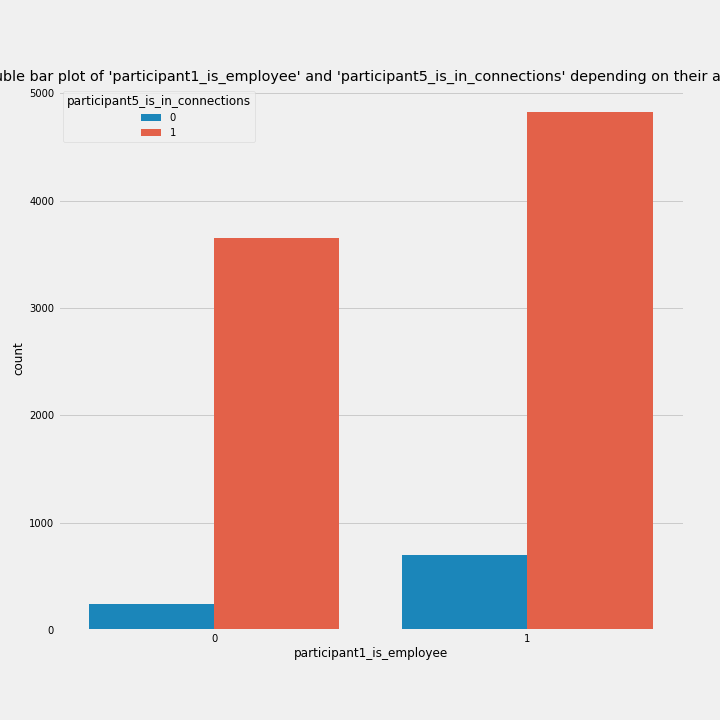 ble bar plot of 'participant1_is_employee' and 'participant5_is_in_connections' depending on their a
participant5_is_in_connections
0
1
5000
4000
3000
2000
1000
0
count
0
1
participant1_is_employee